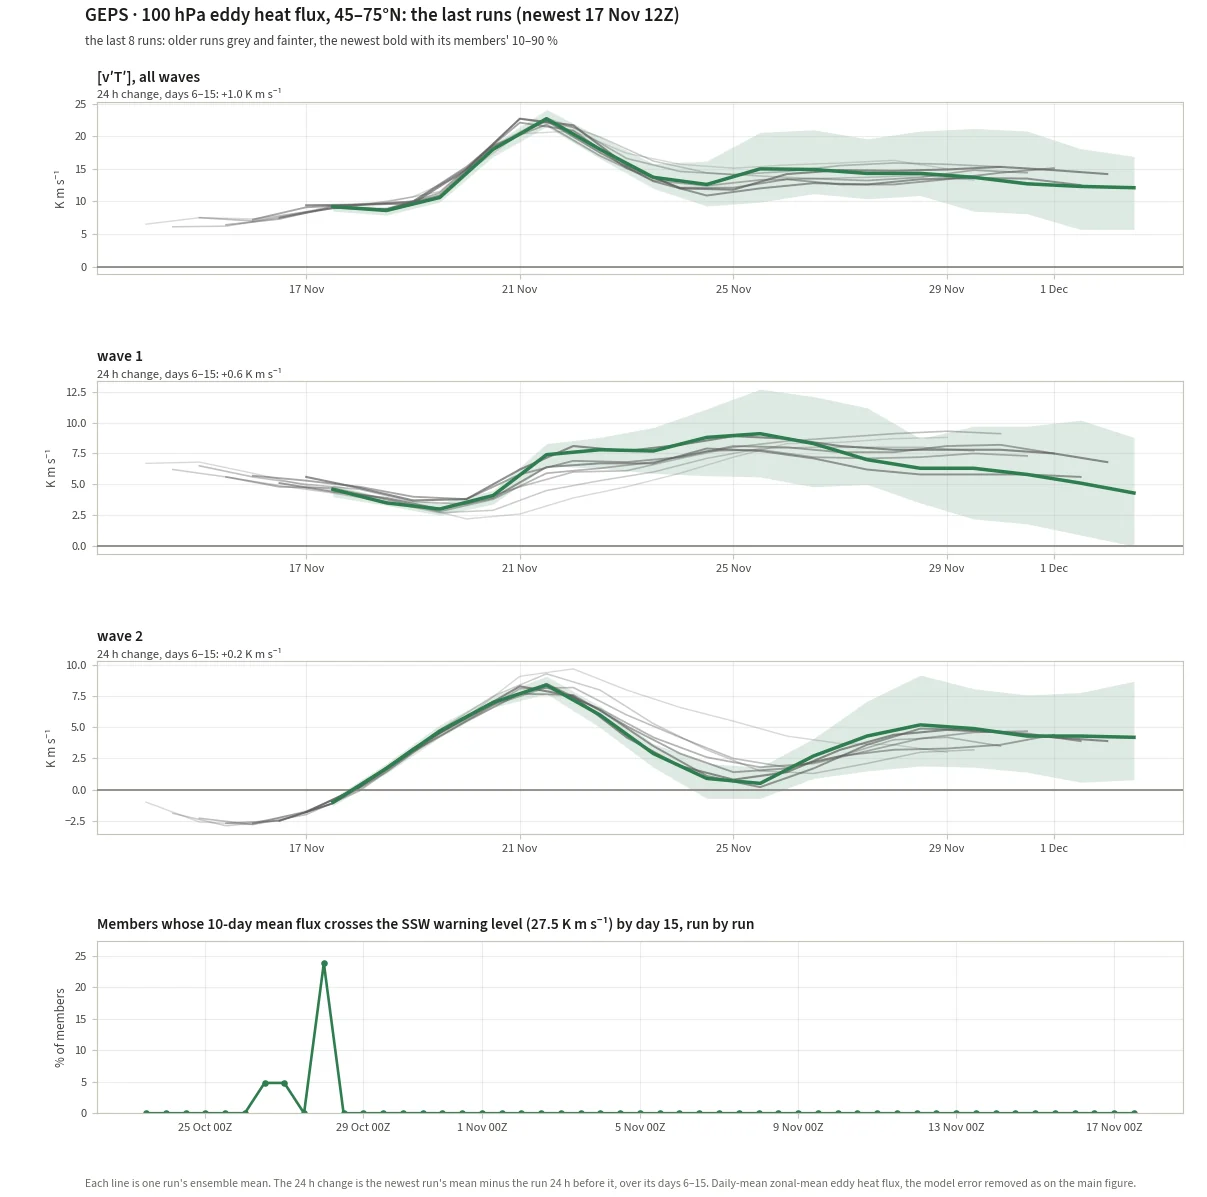 GEPS · 100 hPa eddy heat flux, 45–75°N: the last runs (newest 17 Nov 12Z)
the last 8 runs: older runs grey and fainter, the newest bold with its members' 10–90 %
[v′T′], all waves
24 h change, days 6–15: +1.0 K m s⁻¹
25
20
15
10
5
0
K m s⁻¹
17 Nov
21 Nov
25 Nov
29 Nov
1 Dec
wave 1
24 h change, days 6–15: +0.6 K m s⁻¹
12.5
10.0
7.5
5.0
2.5
0.0
K m s⁻¹
17 Nov
21 Nov
25 Nov
29 Nov
1 Dec
wave 2
24 h change, days 6–15: +0.2 K m s⁻¹
10.0
7.5
5.0
2.5
0.0
−2.5
K m s⁻¹
17 Nov
21 Nov
25 Nov
29 Nov
1 Dec
Members whose 10-day mean flux crosses the SSW warning level (27.5 K m s⁻¹) by day 15, run by run
25
20
15
10
5
0
% of members
25 Oct 00Z
29 Oct 00Z
1 Nov 00Z
5 Nov 00Z
9 Nov 00Z
13 Nov 00Z
17 Nov 00Z
Each line is one run's ensemble mean. The 24 h change is the newest run's mean minus the run 24 h before it, over its days 6–15. Daily-mean zonal-mean eddy heat flux, the model error removed as on the main figure.